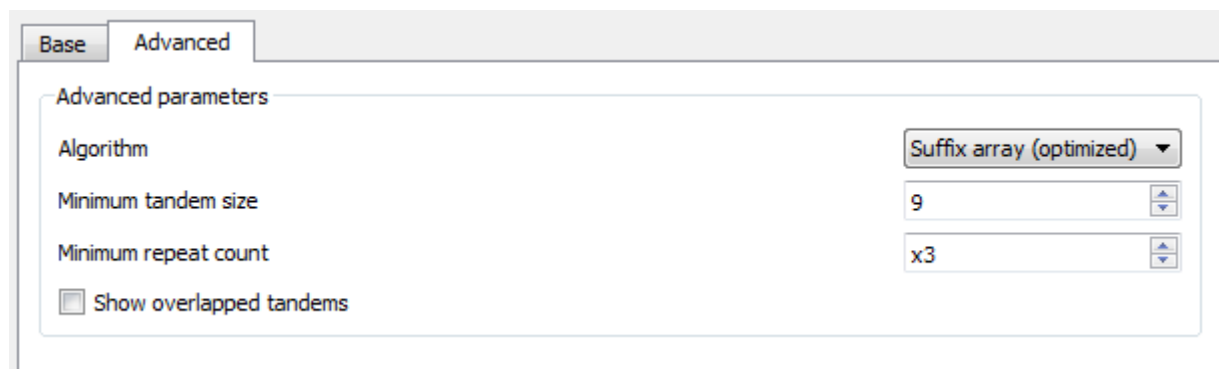 Base Advanced
Advanced parameters
Algorithm Suffix array (optimized)
Minimum tandem size 9
Minimum repeat count x3
Show overlapped tandems